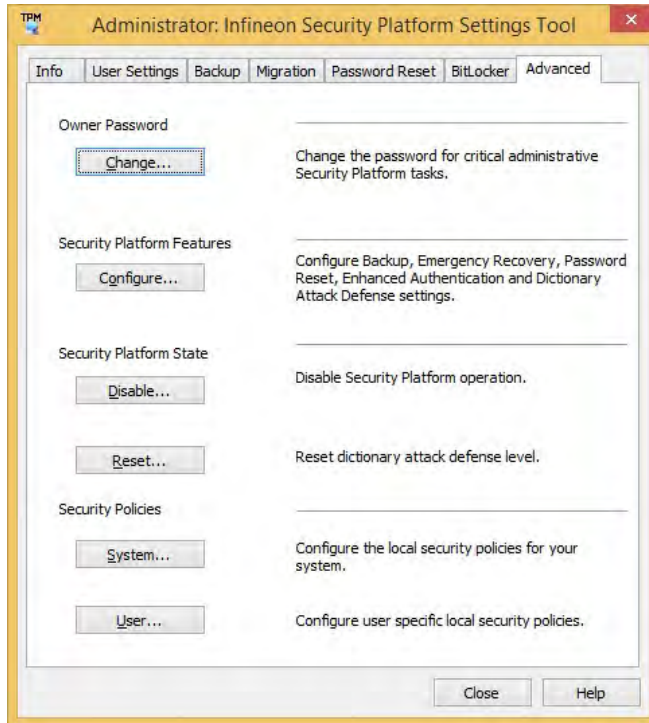 TPM
Administrator: Infineon Security Platform Settings Tool
Info User Settings Backup Migration Password Reset BitLocker Advanced
Owner Password
Change...
Change the password for critical administrative
Security Platform tasks.
Security Platform Features
Configure...
Configure Backup, Emergency Recovery, Password
Reset, Enhanced Authentication and Dictionary
Attack Defense settings.
Security Platform State
Disable...
Disable Security Platform operation.
Reset...
Reset dictionary attack defense level.
Security Policies
System...
Configure the local security policies for your
system.
User...
Configure user specific local security policies.
Close Help